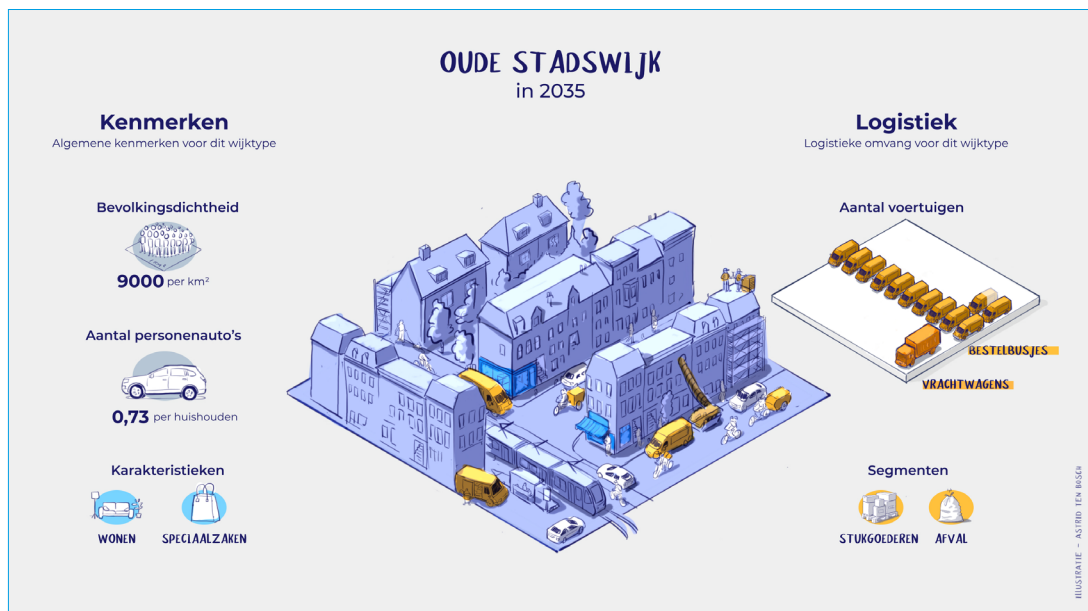 OUDE STADSWIJK
in 2035
Kenmerken
Algemene kenmerken voor dit wijktype
Bevolkingsdichtheid
9000 per km²
Aantal personenauto's
0,73 per huishouden
Karakteristieken
WONEN
SPECIAALZAKEN
Logistiek
Logistieke omvang voor dit wijktype
Aantal voertuigen
BESTELBUSJES
VRACHTWAGENS
Segmenten
STUKGOEDEREN
AFVAL
ILLUSTRATIE - ASTRID TEN BOSCH